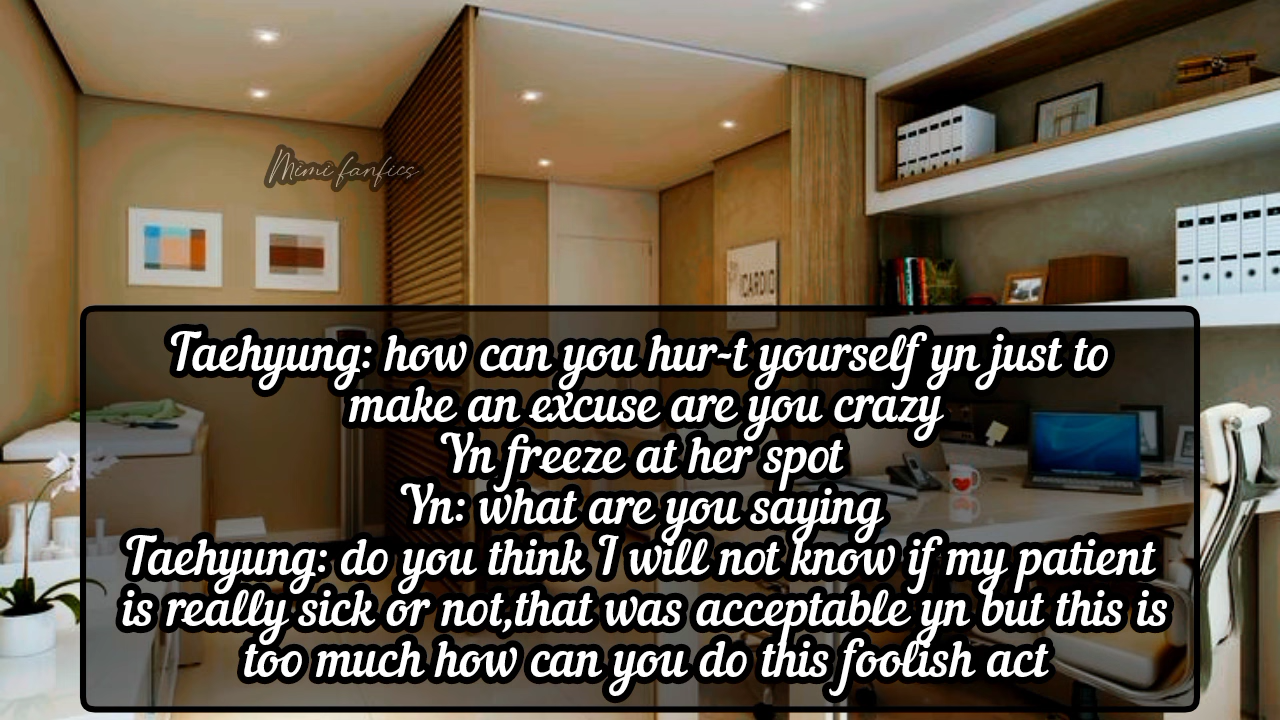 Mimi fanfics
CARDIO
Taehyung: how can you hur-t yourself yn just to
make an excuse are you crazy
Yn freeze at her spot
Yn: what are you saying
Taehyung: do you think I will not know if my patient
is really sick or not,that was acceptable yn but this is
too much how can you do this foolish act